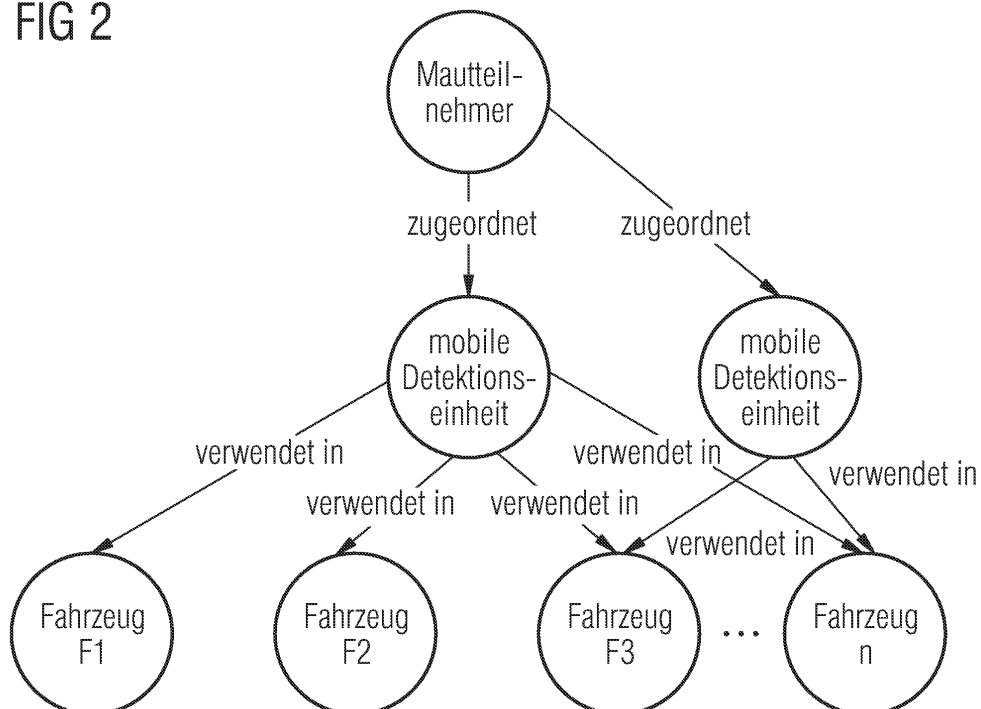 FIG 2
Mautteil-
nehmer
zugeordnet
zugeordnet
mobile
Detektions-
einheit
mobile
Detektions-
einheit
verwendet in
verwendet in
verwendet in
verwendet in
verwendet in
verwendet in
Fahrzeug
F1
Fahrzeug
F2
Fahrzeug
F3
...
Fahrzeug
n